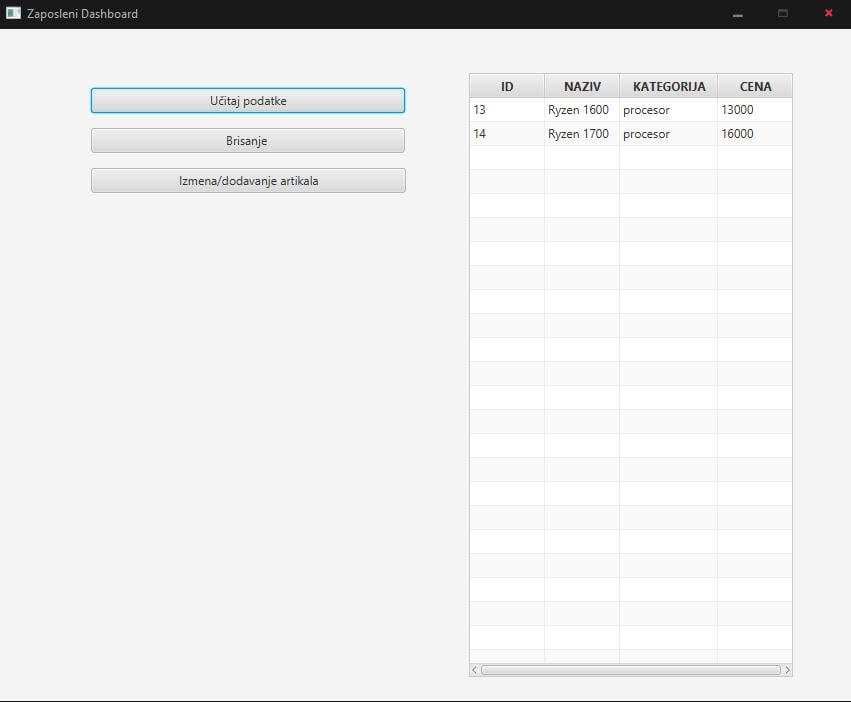 Zaposleni Dashboard
Učitaj podatke
Brisanje
Izmena/dodavanje artikala
ID NAZIV KATEGORIJA CENA
13 Ryzen 1600 procesor 13000
14 Ryzen 1700 procesor 16000